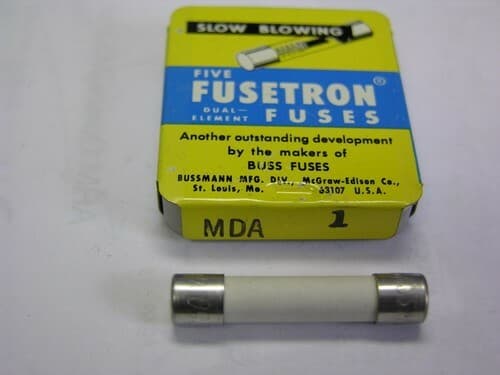 SLOW BLOWING
FIVE
FUSETRON®
DUAL-
ELEMENT FUSES
Another outstanding development
by the makers of
BUSS FUSES
BUSSMANN MFG. DIV., McGraw-Edison Co.,
St. Louis, Mo. 63107 U.S.A.
MDA 1